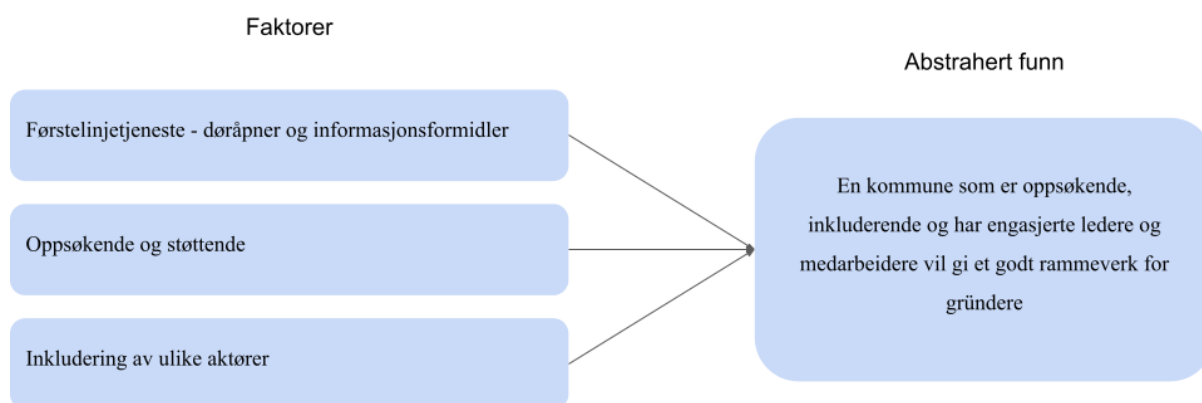 Faktorer
Førstelinjetjeneste - døråpner og informasjonsformidler
Oppsøkende og støttende
Inkludering av ulike aktører
Abstrahert funn
En kommune som er oppsøkende,
inkluderende og har engasjerte ledere og
medarbeidere vil gi et godt rammeverk for
gründere